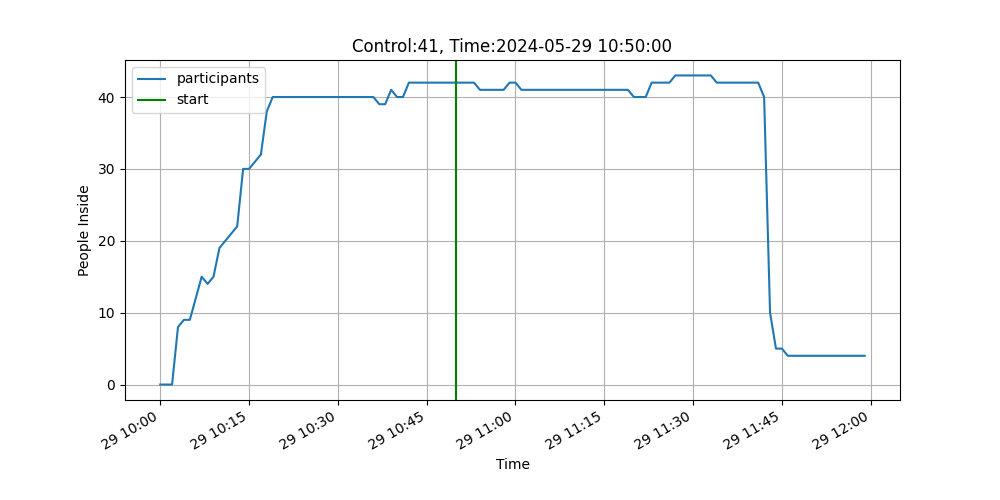 Control:41, Time:2024-05-29 10:50:00
participants
start
40
30
20
10
0
People Inside
29 10:00
29 10:15
29 10:30
29 10:45
29 11:00
29 11:15
29 11:30
29 11:45
29 12:00
Time